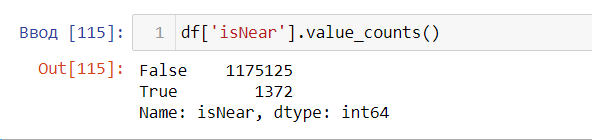 Ввод [115]: 1 df['isNear'].value_counts()
Out[115]: False 1175125
True 1372
Name: isNear, dtype: int64